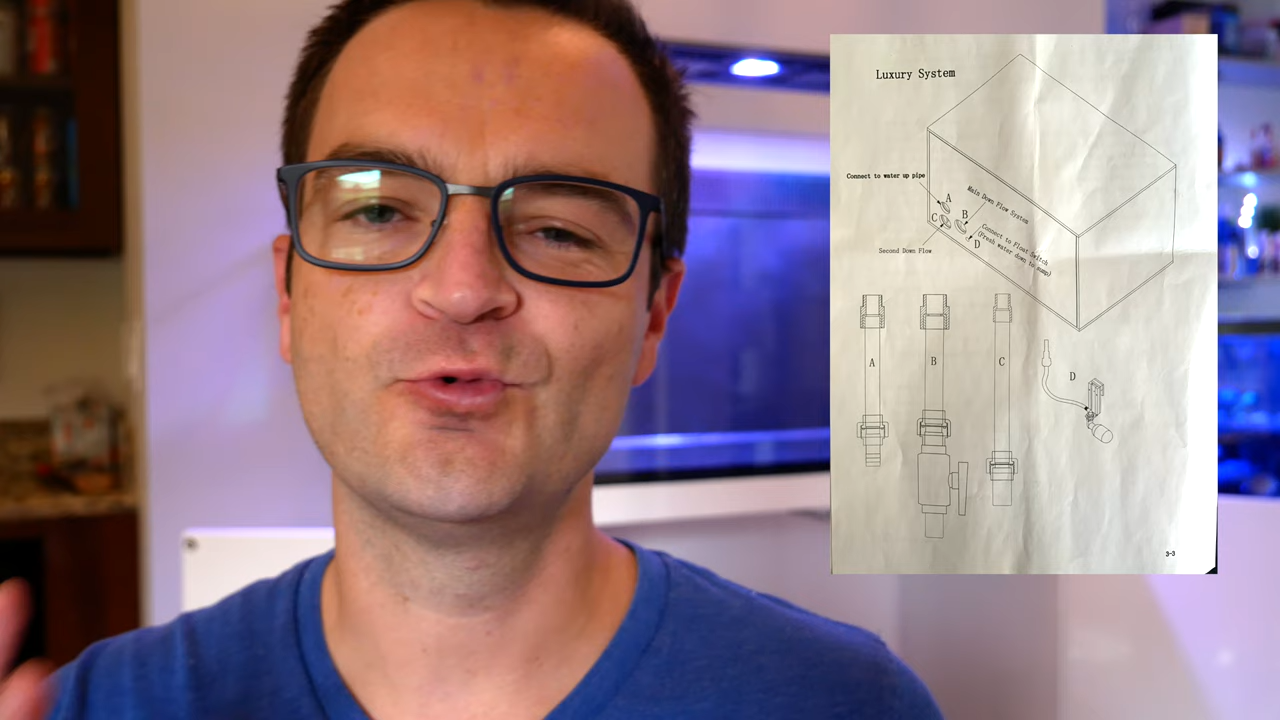 Luxury System
Connect to water up pipe
A
Main Down Flow System
B
C
Connect to Float Switch
(Fresh water down to sump)
D
Second Down Flow
A
B
C
D
3-3